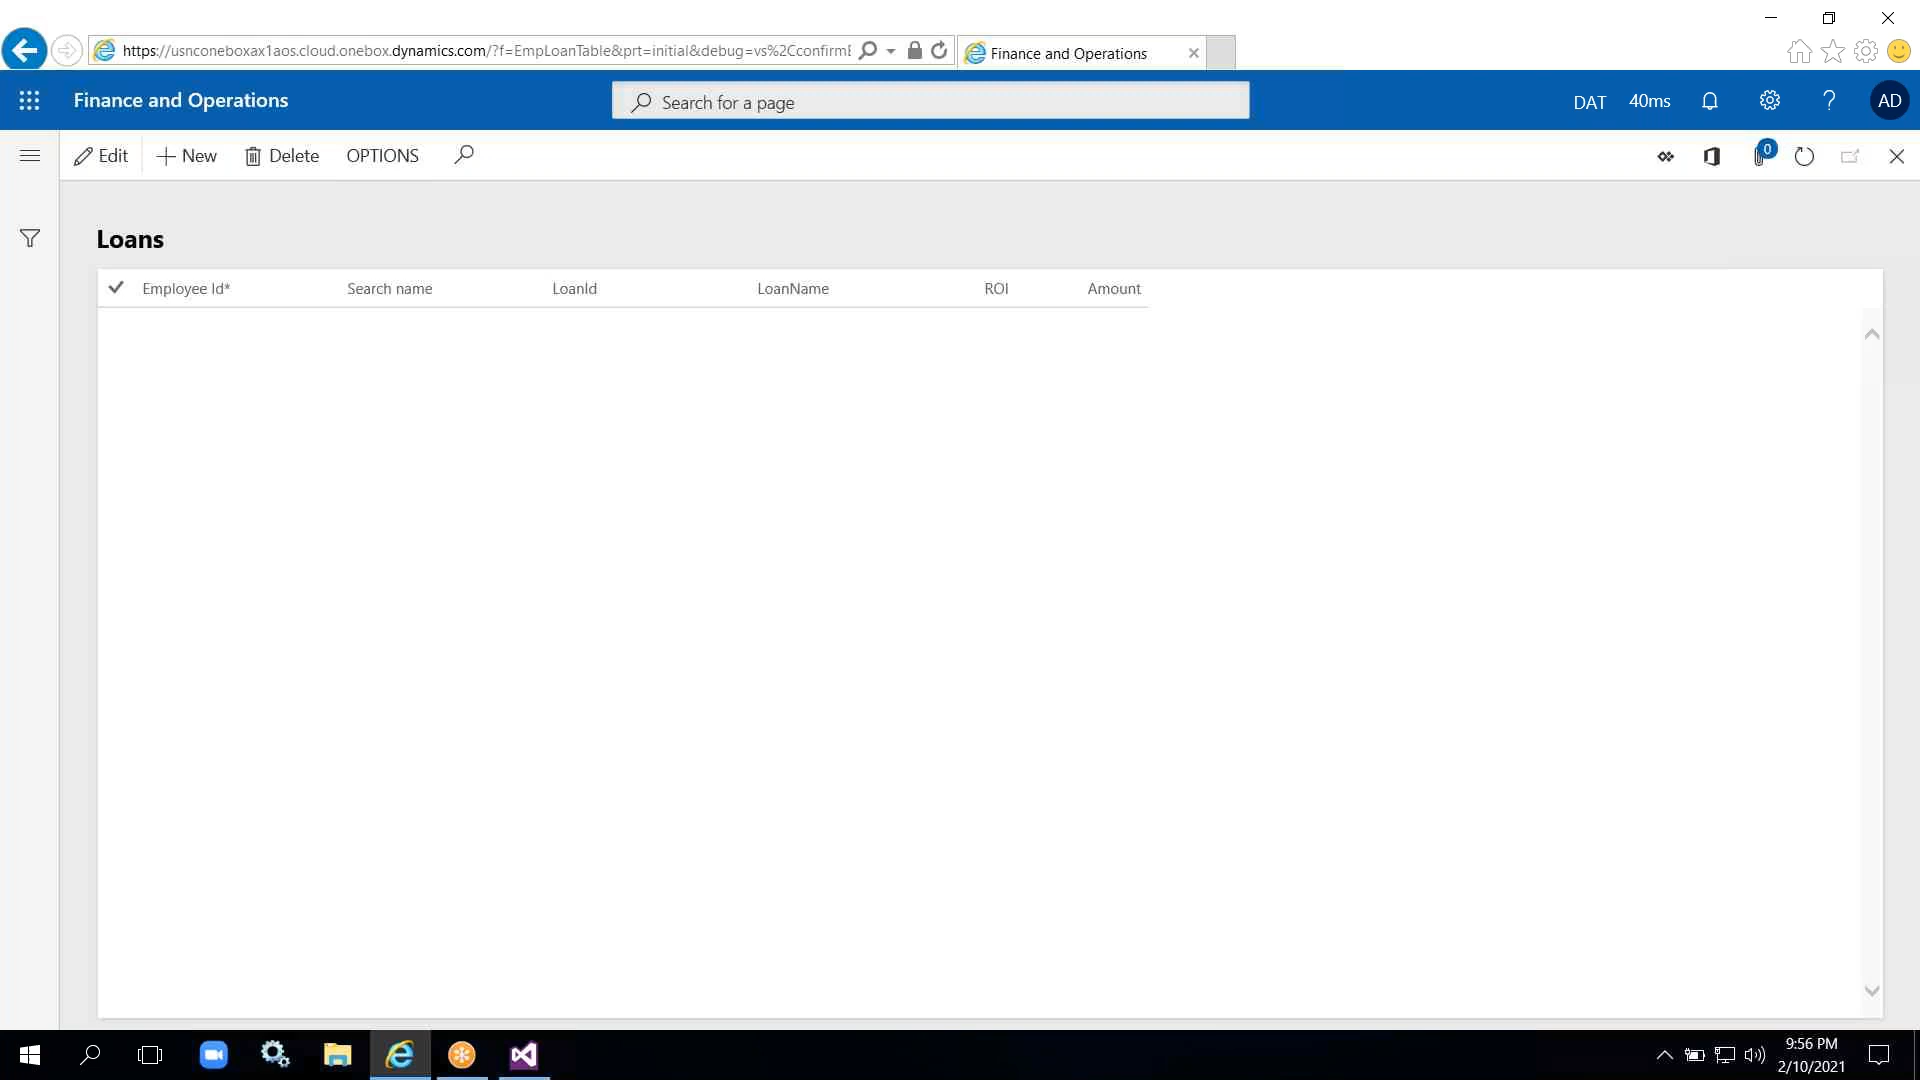 https://usnconeboxax1aos.cloud.onebox.dynamics.com/?f=EmpLoanTable&prt=initial&debug=vs%2Cconfirm
Finance and Operations
Finance and Operations
Search for a page
DAT
40ms
?
AD
Edit
New
Delete
OPTIONS
0
Loans
Employee Id*
Search name
LoanId
LoanName
ROI
Amount
9:56 PM
2/10/2021